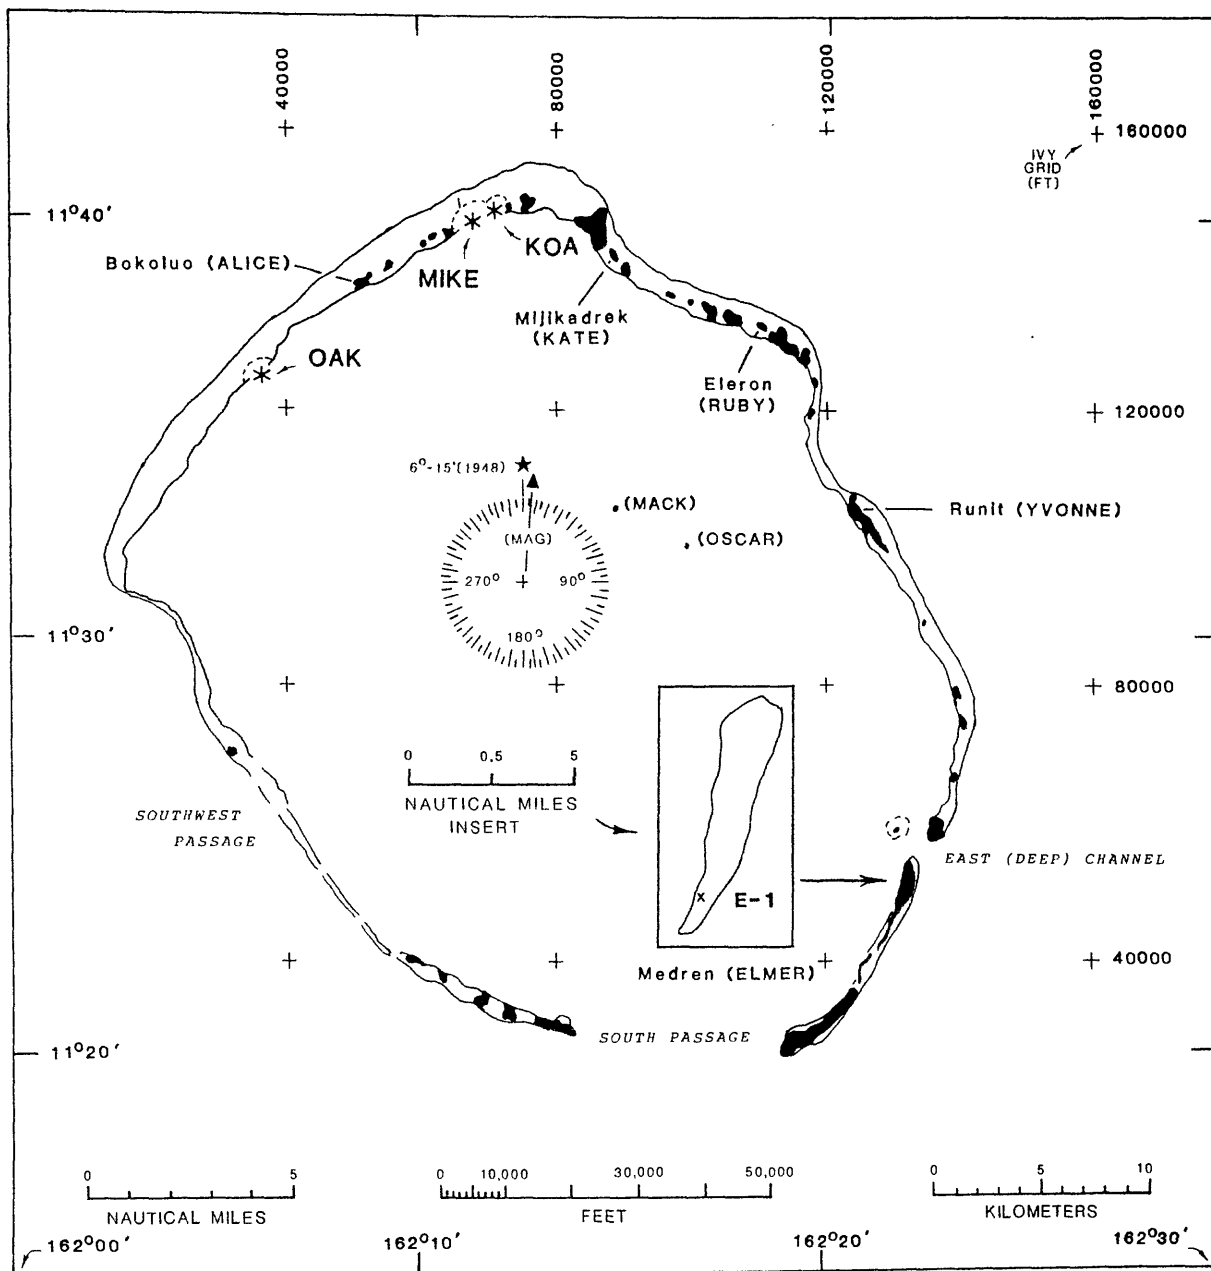 40000
80000
120000
160000
160000
IVY
GRID
(FT)
11°40'
Bokoluo (ALICE)
MIKE
KOA
Mijikadrek
(KATE)
OAK
Eleron
(RUBY)
120000
6°-15'(1948)
(MACK)
(OSCAR)
Runit (YVONNE)
(MAG)
270°
90°
180°
11°30'
80000
0
0.5
5
NAUTICAL MILES
INSERT
SOUTHWEST
PASSAGE
EAST (DEEP) CHANNEL
x
E-1
Medren (ELMER)
40000
SOUTH PASSAGE
11°20'
0
5
NAUTICAL MILES
0
10,000
30,000
50,000
FEET
0
5
10
KILOMETERS
162°00'
162°10'
162°20'
162°30'